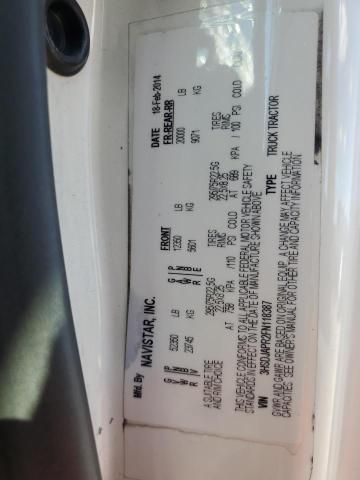 Mfd. By NAVISTAR, INC. DATE 18-Feb-2014
FRONT FR-REAR-RR
G V W R 52350 LB G P A N W B R E 12350 LB 20000 LB
23745 KG 5601 KG 9071 KG
A SUITABLE TIRE AND RIM CHOICE 295/75R22.5G TIRES 295/75R22.5G TIRES
22.5X8.25 RIMS 22.5X8.25 RIMS
AT 758 KPA /110 PSI COLD AT 689 KPA / 100 PSI COLD
THIS VEHICLE CONFORMS TO ALL APPLICABLE FEDERAL MOTOR VEHICLE SAFETY
STANDARDS IN EFFECT ON THE DATE OF MANUFACTURE SHOWN ABOVE.
VIN TYPE TRUCK TRACTOR
GVWR AND GAWR ARE BASED ON ORIGINAL EQUIP. A CHANGE MAY AFFECT VEHICLE
CAPACITIES. SEE OWNER'S MANUAL FOR OTHER TIRE AND CAPACITY INFORMATION.